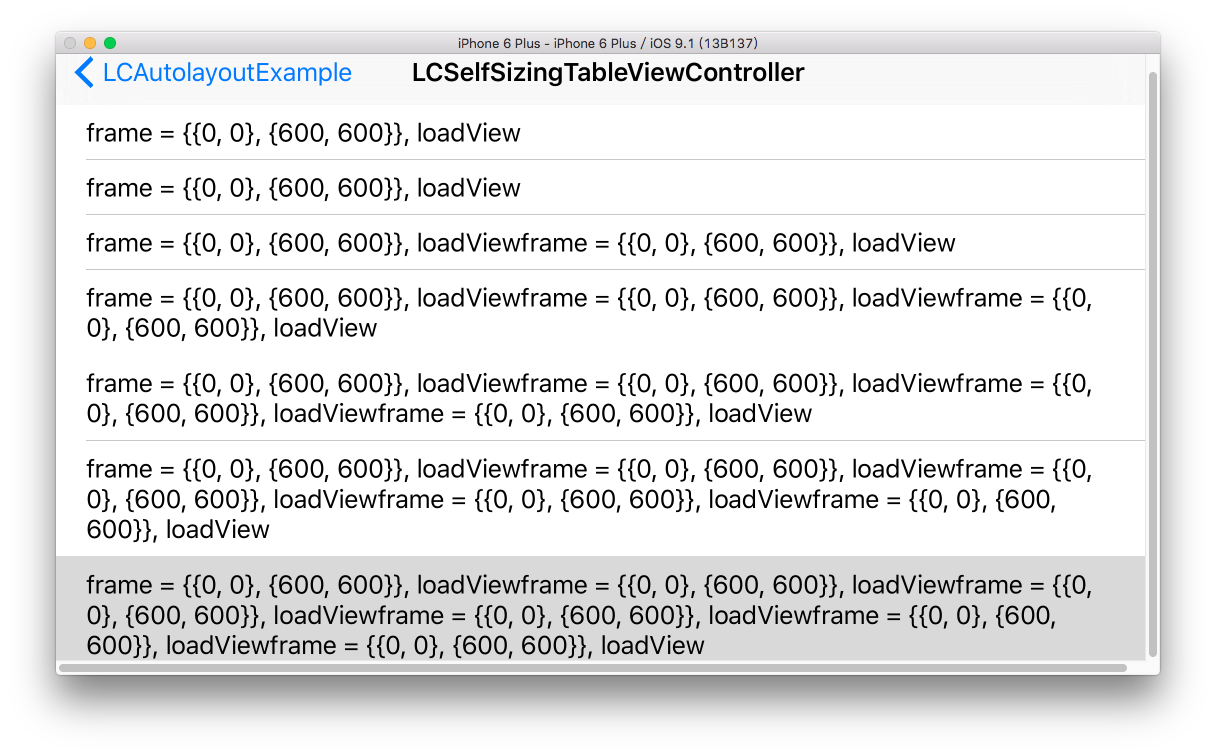 iPhone 6 Plus - iPhone 6 Plus / iOS 9.1 (13B137)
LCAutolayoutExample LCSelfSizingTableViewController
frame = {{0, 0}, {600, 600}}, loadView
frame = {{0, 0}, {600, 600}}, loadView
frame = {{0, 0}, {600, 600}}, loadViewframe = {{0, 0}, {600, 600}}, loadView
frame = {{0, 0}, {600, 600}}, loadViewframe = {{0, 0}, {600, 600}}, loadViewframe = {{0,
0}, {600, 600}}, loadView
frame = {{0, 0}, {600, 600}}, loadViewframe = {{0, 0}, {600, 600}}, loadViewframe = {{0,
0}, {600, 600}}, loadViewframe = {{0, 0}, {600, 600}}, loadView
frame = {{0, 0}, {600, 600}}, loadViewframe = {{0, 0}, {600, 600}}, loadViewframe = {{0,
0}, {600, 600}}, loadViewframe = {{0, 0}, {600, 600}}, loadViewframe = {{0, 0}, {600,
600}}, loadView
frame = {{0, 0}, {600, 600}}, loadViewframe = {{0, 0}, {600, 600}}, loadViewframe = {{0,
0}, {600, 600}}, loadViewframe = {{0, 0}, {600, 600}}, loadViewframe = {{0, 0}, {600,
600}}, loadViewframe = {{0, 0}, {600, 600}}, loadView